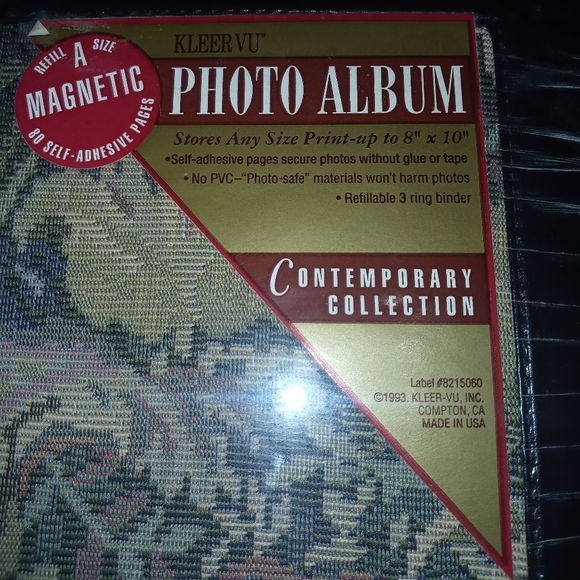 REFILL A SIZE
MAGNETIC
80 SELF-ADHESIVE PAGES
KLEER VU™
PHOTO ALBUM
Stores Any Size Print-up to 8" x 10"
•Self-adhesive pages secure photos without glue or tape
• No PVC–"Photo-safe" materials won't harm photos
• Refillable 3 ring binder
CONTEMPORARY
COLLECTION
Label #8215060
©1993. KLEER-VU, INC.
COMPTON, CA
MADE IN USA